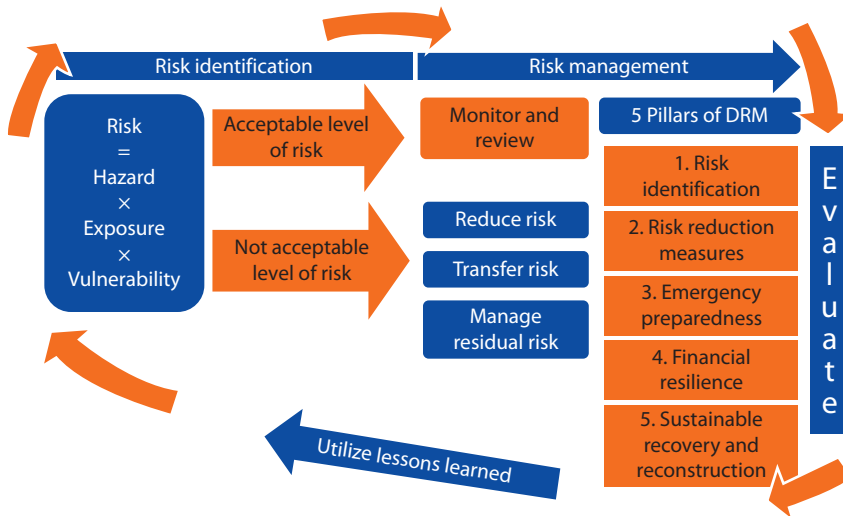 Risk identification
Risk management
Risk
=
Hazard
×
Exposure
×
Vulnerability
Acceptable level
of risk
Not acceptable
level of risk
Monitor and
review
Reduce risk
Transfer risk
Manage
residual risk
5 Pillars of DRM
1. Risk
identification
2. Risk reduction
measures
3. Emergency
preparedness
4. Financial
resilience
5. Sustainable
recovery and
reconstruction
Evaluate
Utilize lessons learned